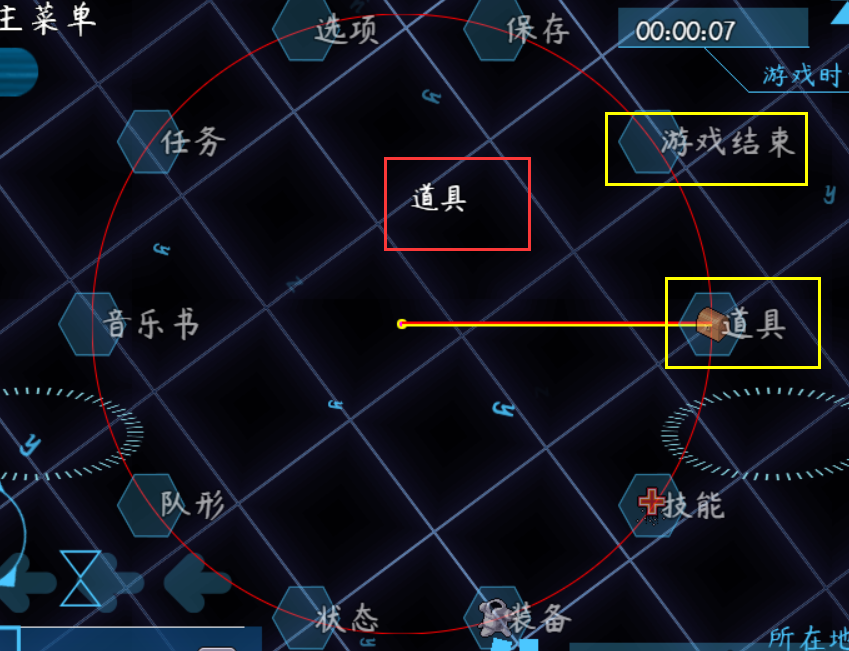 主菜单
选项
保存
00:00:07
游戏时
任务
游戏结束
道具
音乐书
道具
队形
技能
状态
装备
所在地